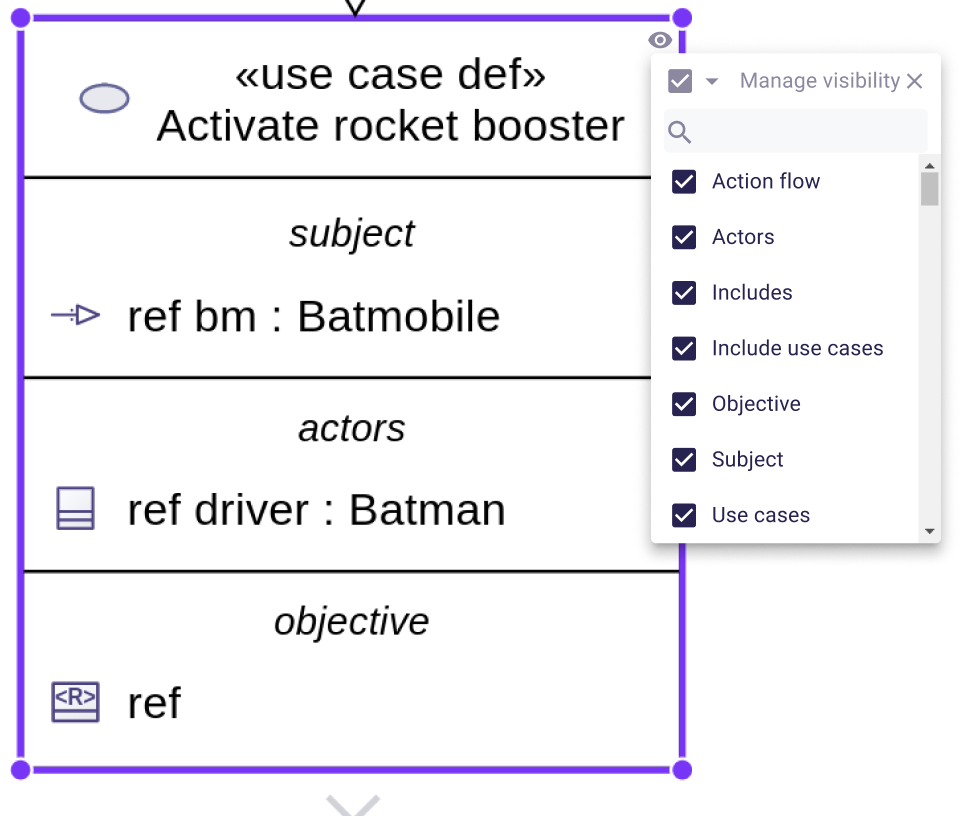 «use case def»
Activate rocket booster
subject
ref bm : Batmobile
actors
ref driver : Batman
objective
<R> ref
Manage visibility
Action flow
Actors
Includes
Include use cases
Objective
Subject
Use cases